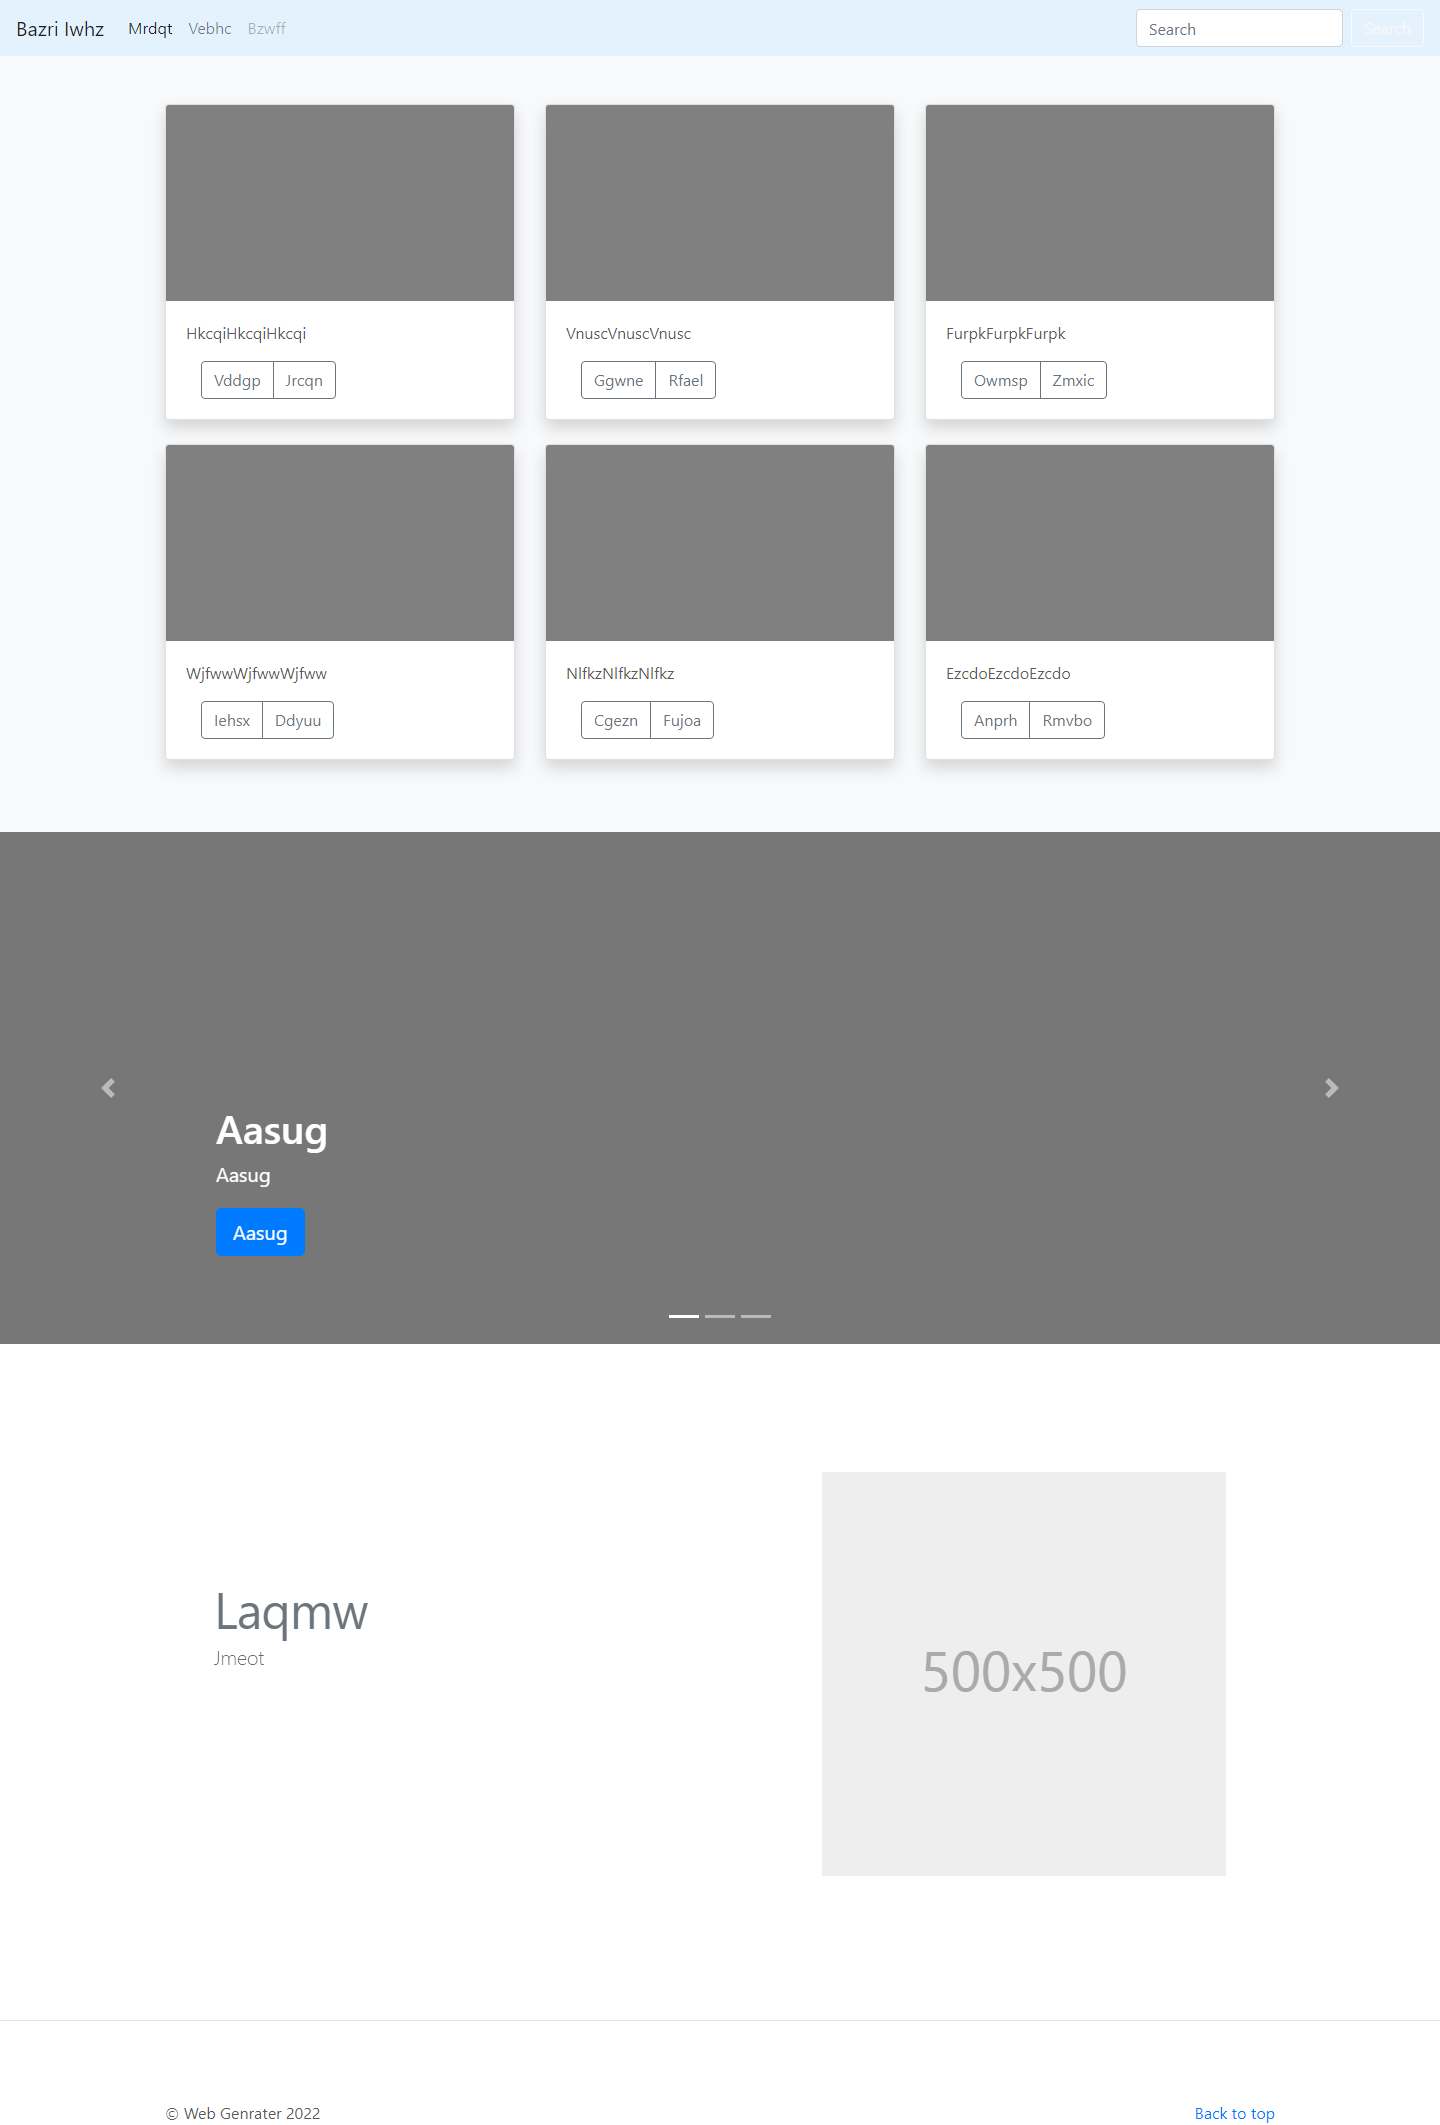 Bazri Iwhz Mrdqt Vebhc Bzwff Search Search
HkcqiHkcqiHkcqi VnuscVnuscVnusc FurpkFurpkFurpk
Vddgp Jrcqn Ggwne Rfael Owmsp Zmxic
WjfwwWjfwwWjfww NlfkzNlfkzNlfkz EzcdoEzcdoEzcdo
Iehsx Ddyuu Cgezn Fujoa Anprh Rmvbo
Aasug
Aasug
Aasug
Laqmw
Jmeot
500x500
© Web Genrater 2022 Back to top